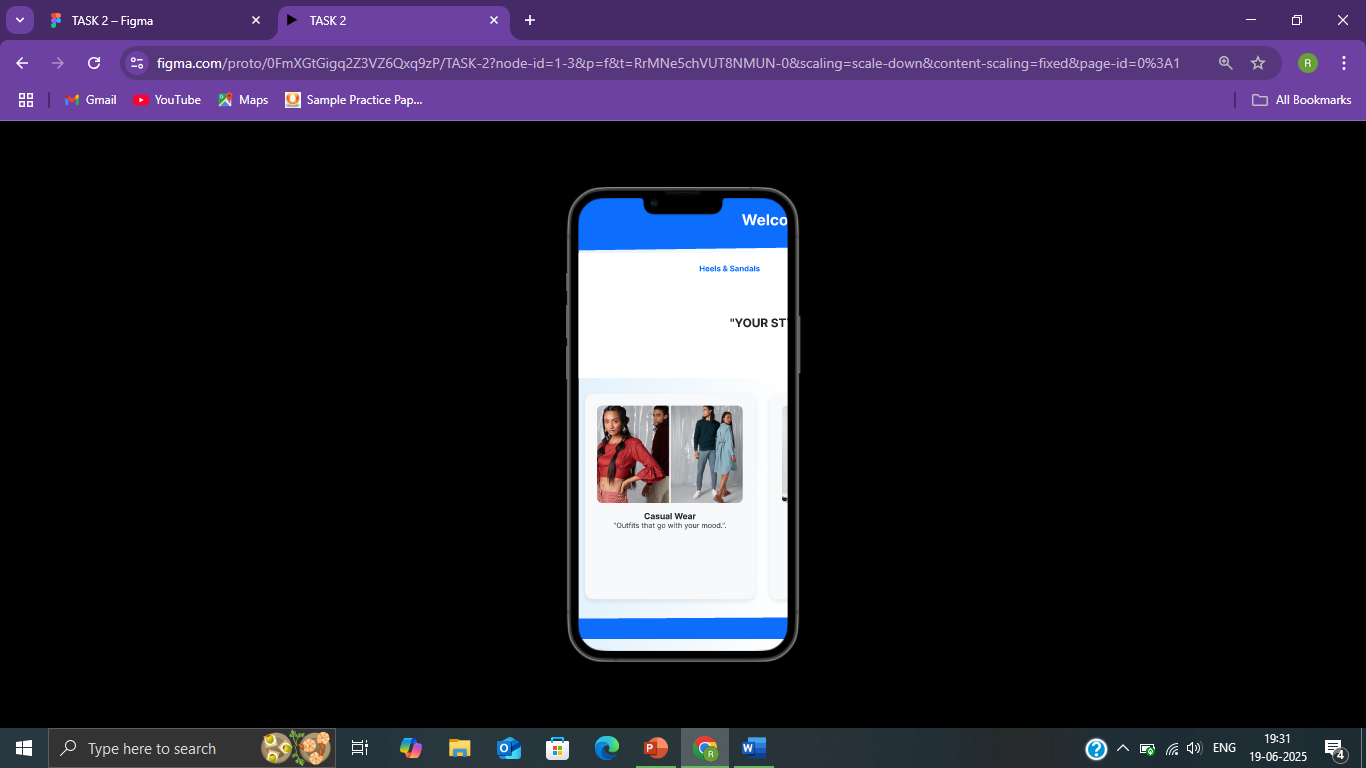 TASK 2 – Figma
TASK 2
figma.com/proto/0FmXGtGigq2Z3VZ6Qxq9zP/TASK-2?node-id=1-3&p=f&t=RrMNe5chVUT8NMUN-0&scaling=scale-down&content-scaling=fixed&page-id=0%3A1
R
Gmail
YouTube
Maps
Sample Practice Pap...
All Bookmarks
Welco
Heels & Sandals
"YOUR ST
Casual Wear
"Outfits that go with your mood.".
Type here to search
P
R
W
ENG
19:31
19-06-2025
4